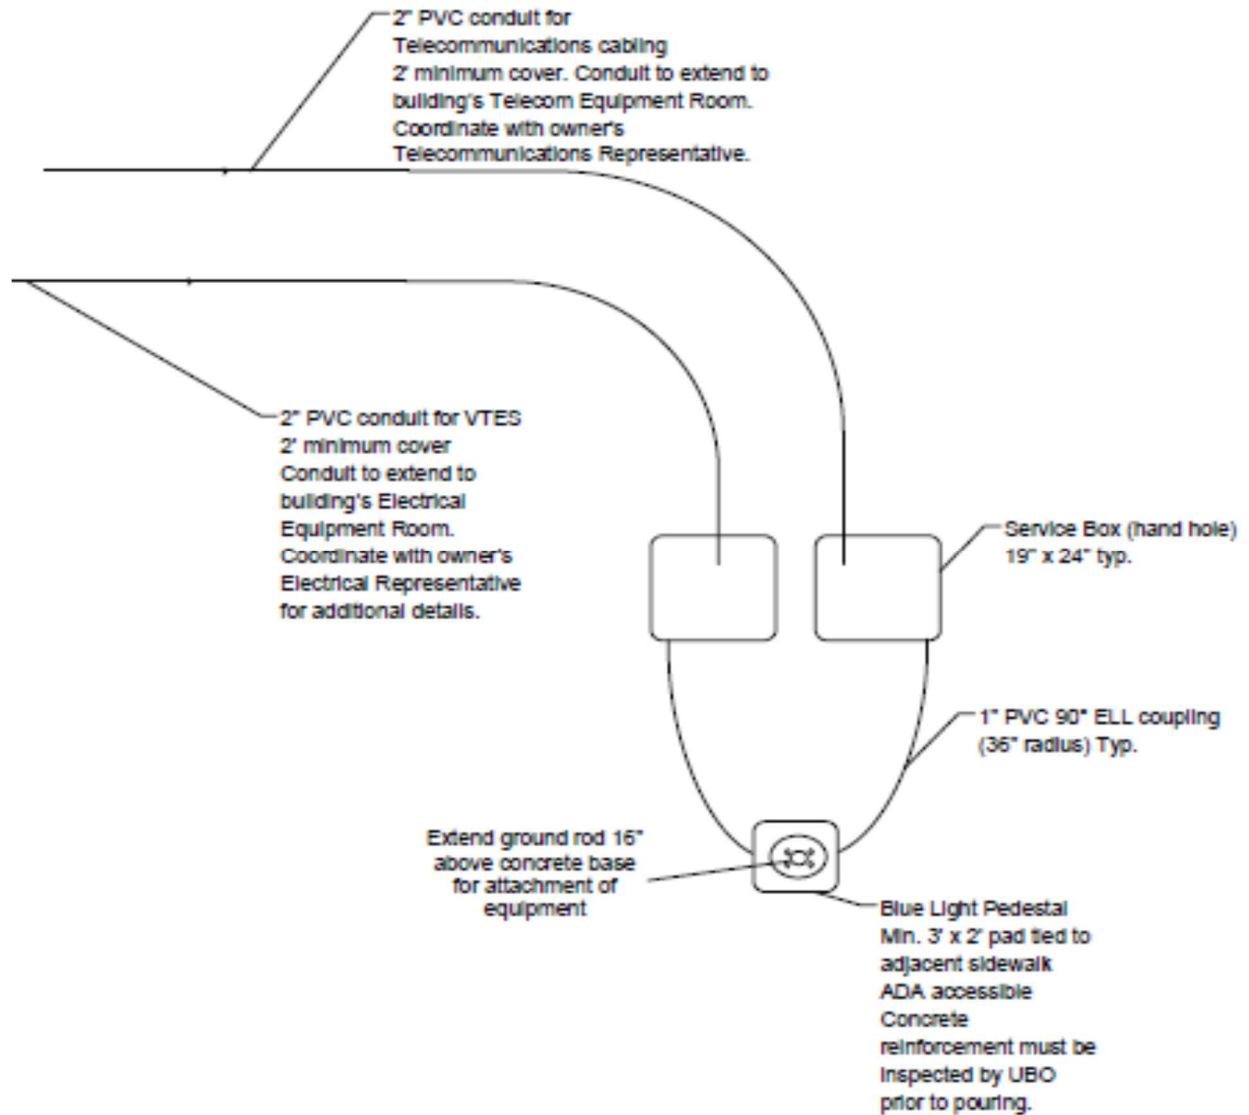 2" PVC conduit for
Telecommunications cabling
2' minimum cover. Conduit to extend to
building's Telecom Equipment Room.
Coordinate with owner's
Telecommunications Representative.
2" PVC conduit for VTES
2' minimum cover
Conduit to extend to
building's Electrical
Equipment Room.
Coordinate with owner's
Electrical Representative
for additional details.
Service Box (hand hole)
19" x 24" typ.
1" PVC 90° ELL coupling
(36" radius) Typ.
Extend ground rod 16"
above concrete base
for attachment of
equipment
Blue Light Pedestal
Min. 3' x 2' pad tied to
adjacent sidewalk
ADA accessible
Concrete
reinforcement must be
inspected by UBO
prior to pouring.